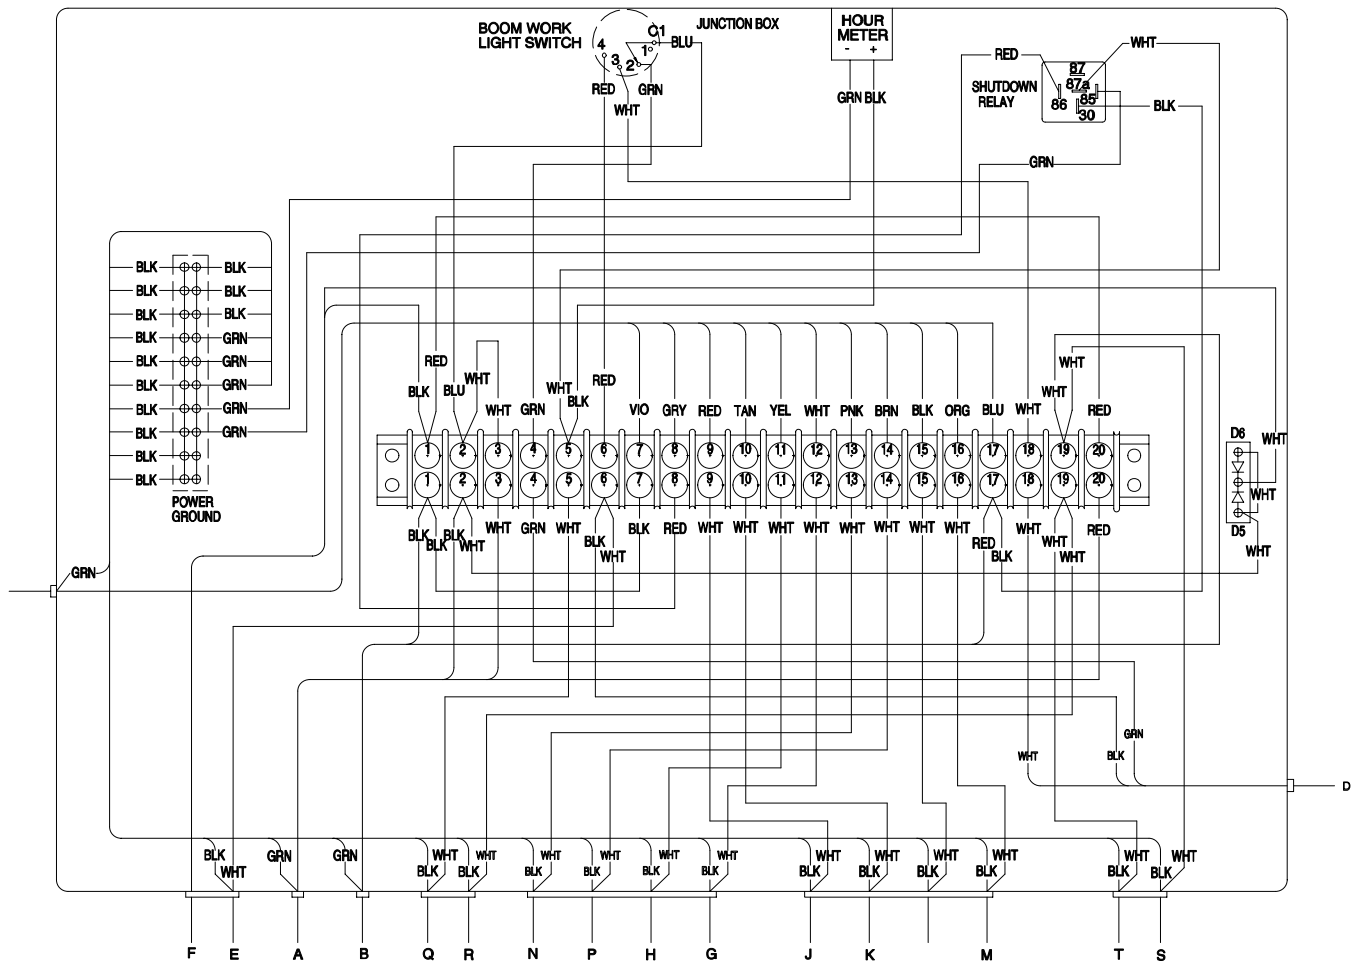 BOOM WORK
LIGHT SWITCH
JUNCTION BOX
HOUR
METER
- +
C1
4
1
3
2
BLU
RED
GRN
WHT
GRN
BLK
RED
WHT
SHUTDOWN
RELAY
87
87a
86
85
30
BLK
GRN
BLK BLK
BLK BLK
BLK BLK
BLK GRN
BLK GRN
BLK GRN
BLK GRN
BLK GRN
BLK
BLK
POWER
GROUND
RED
BLK
BLU
WHT
WHT
GRN
WHT
BLK
RED
VIO
GRY
RED
TAN
YEL
WHT
PNK
BRN
BLK
ORG
BLU
WHT
WHT
WHT
RED
1 2 3 4 5 6 7 8 9 10 11 12 13 14 15 16 17 18 19 20
1 2 3 4 5 6 7 8 9 10 11 12 13 14 15 16 17 18 19 20
D6
WHT
WHT
D5
WHT
BLK
BLK
BLK
WHT
WHT
GRN
WHT
BLK
WHT
BLK
RED
WHT
WHT
WHT
WHT
WHT
WHT
WHT
WHT
RED
BLK
WHT
WHT
WHT
RED
GRN
WHT
BLK
GRN
D
BLK
WHT
GRN
GRN
WHT
BLK
WHT
BLK
WHT
BLK
WHT
BLK
WHT
BLK
WHT
BLK
WHT
BLK
WHT
BLK
WHT
BLK
WHT
BLK
WHT
BLK
WHT
BLK
F E A B Q R N P H G J K M T S